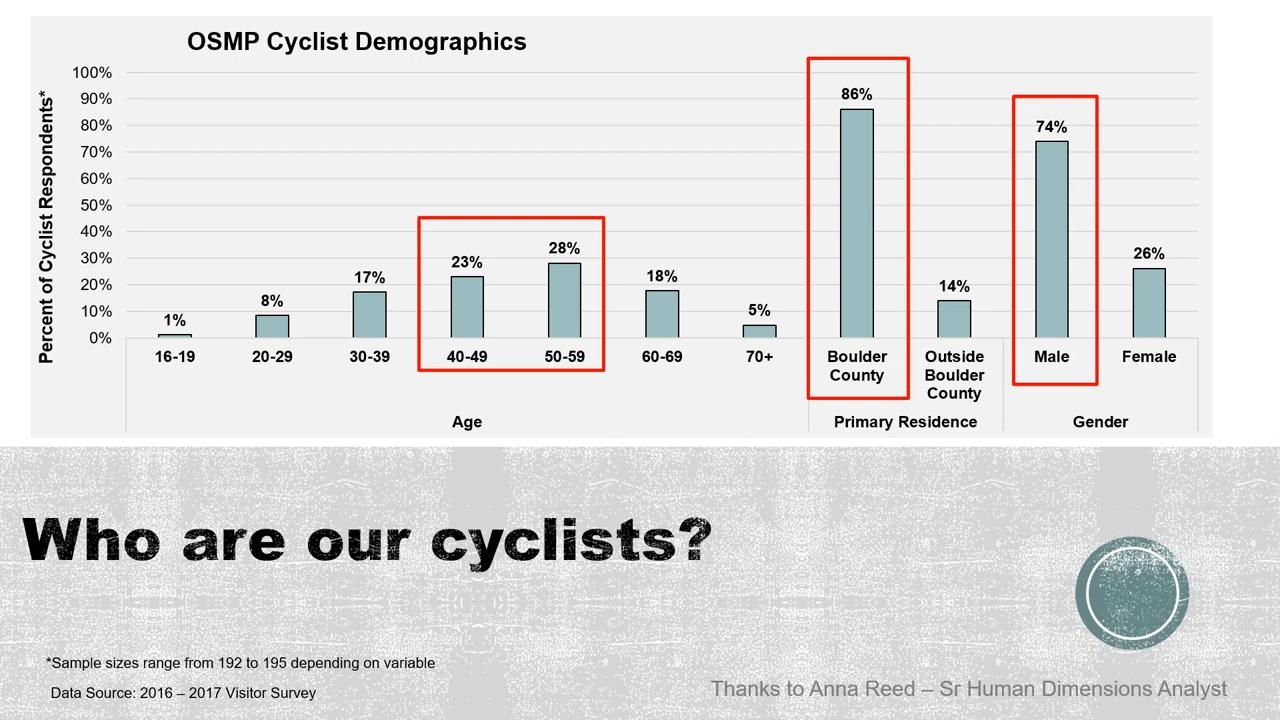 OSMP Cyclist Demographics
Percent of Cyclist Respondents*
100%
90%
80%
70%
60%
50%
40%
30%
20%
10%
0%
1%
8%
17%
23%
28%
18%
5%
86%
14%
74%
26%
16-19
20-29
30-39
40-49
50-59
60-69
70+
Boulder
County
Outside
Boulder
County
Male
Female
Age
Primary Residence
Gender
Who are our cyclists?
*Sample sizes range from 192 to 195 depending on variable
Data Source: 2016 – 2017 Visitor Survey
Thanks to Anna Reed – Sr Human Dimensions Analyst